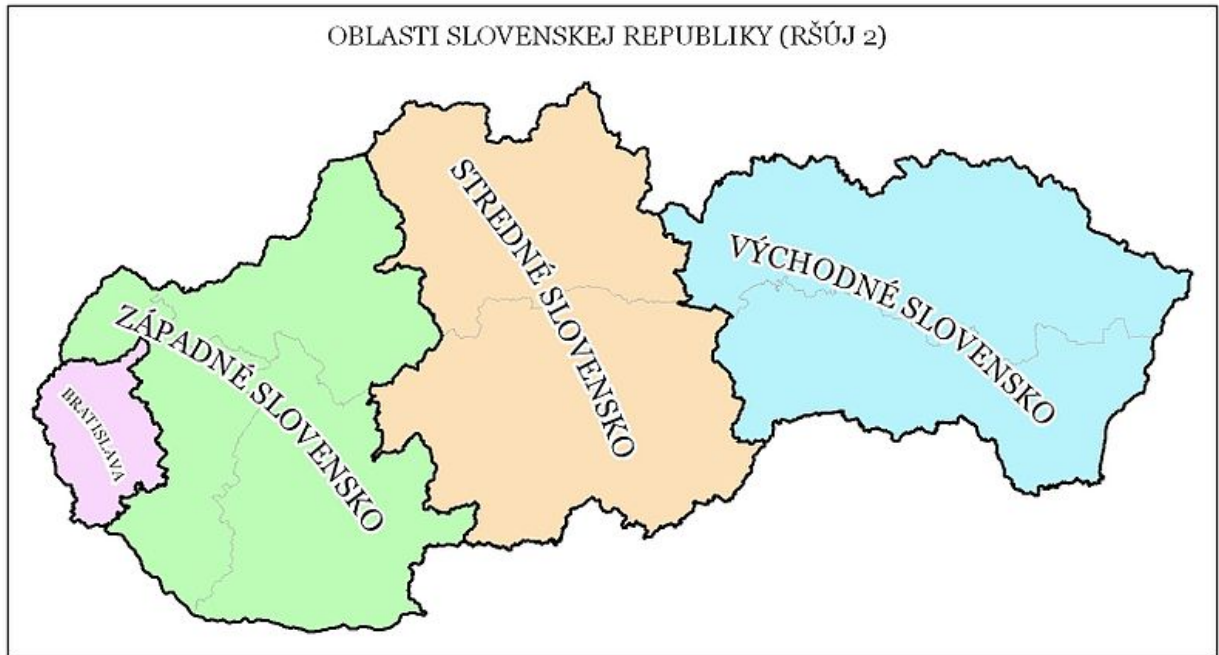 OBLASTI SLOVENSKEJ REPUBLIKY (RŠÚJ 2)
STREDNÉ SLOVENSKO
VÝCHODNÉ SLOVENSKO
ZÁPADNÉ SLOVENSKO
BRATISLAVA